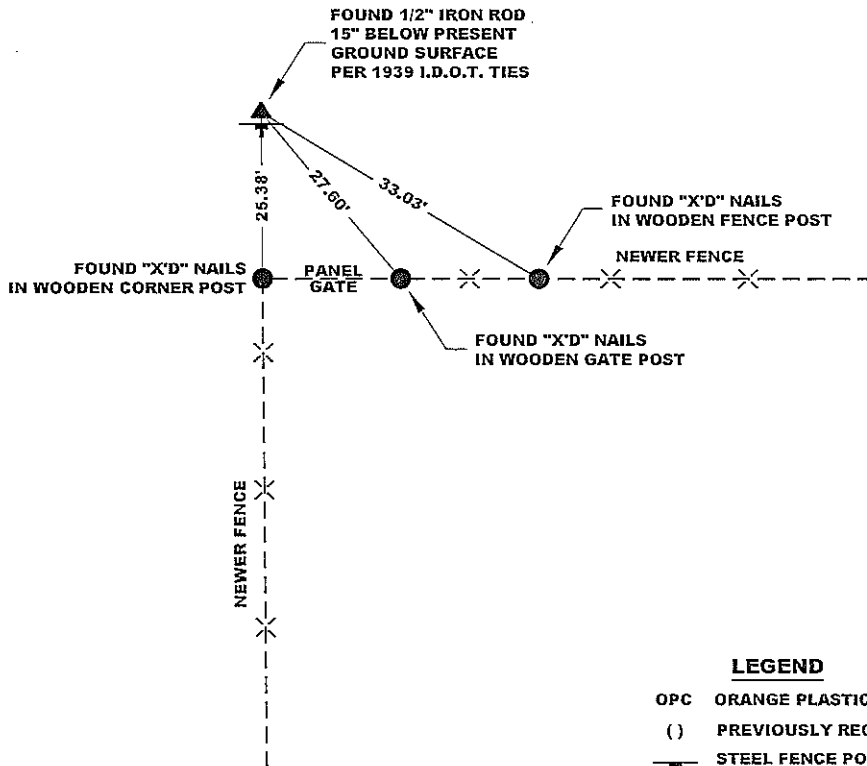 FOUND 1/2" IRON ROD
15" BELOW PRESENT
GROUND SURFACE
PER 1939 I.D.O.T. TIES
25.38'
27.60'
33.03'
FOUND "X'D" NAILS
IN WOODEN FENCE POST
NEWER FENCE
FOUND "X'D" NAILS
IN WOODEN CORNER POST
PANEL
GATE
FOUND "X'D" NAILS
IN WOODEN GATE POST
NEWER FENCE
LEGEND
OPC ORANGE PLASTIC
( ) PREVIOUSLY REC
STEEL FENCE PO